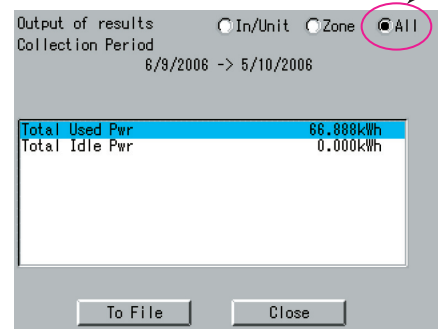 Output of results In/Unit Zone All
Collection Period
6/9/2006 -> 5/10/2006
Total Used Pwr 66.888kWh
Total Idle Pwr 0.000kWh
To File Close